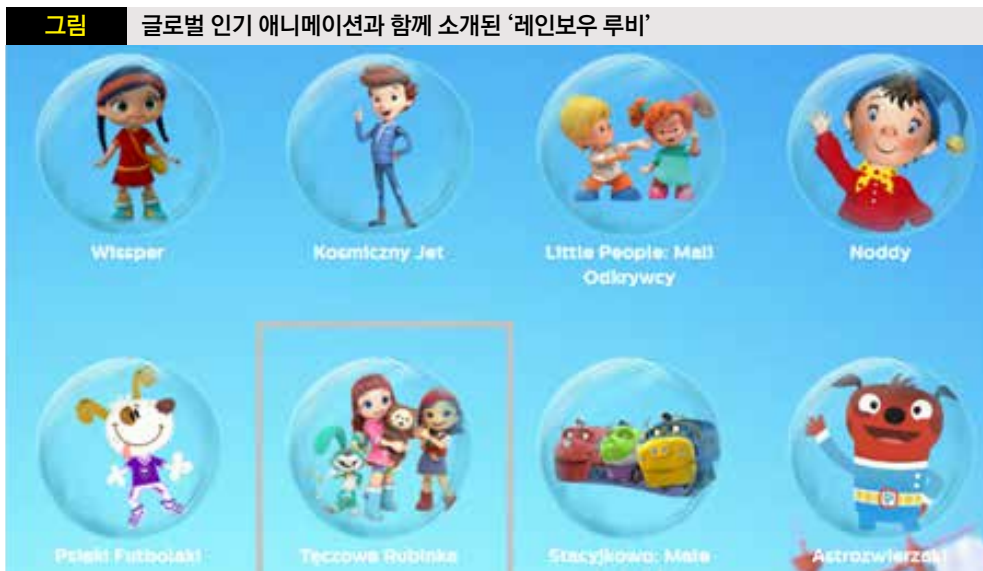 그림
글로벌 인기 애니메이션과 함께 소개된 ‘레인보우 루비’
Wissper
Kosmiczny Jet
Little People: Mali
Odkrywcy
Noddy
Psiaki Futbolaki
Tęczowa Rubinka
Stacyjkowo: Małe
Astrozwierzaki